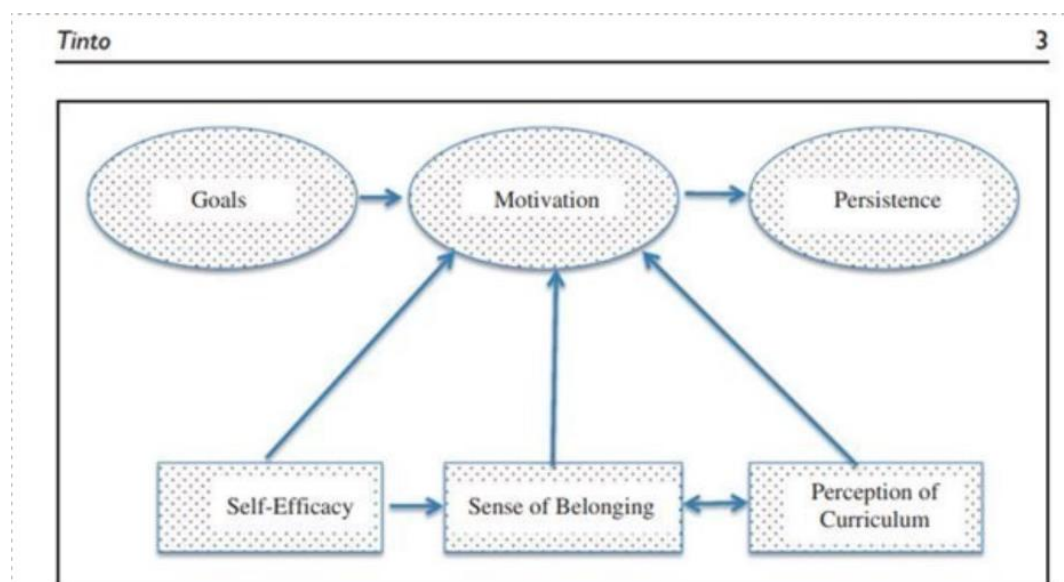 Tinto 3
Goals Motivation Persistence
Self-Efficacy Sense of Belonging Perception of
Curriculum